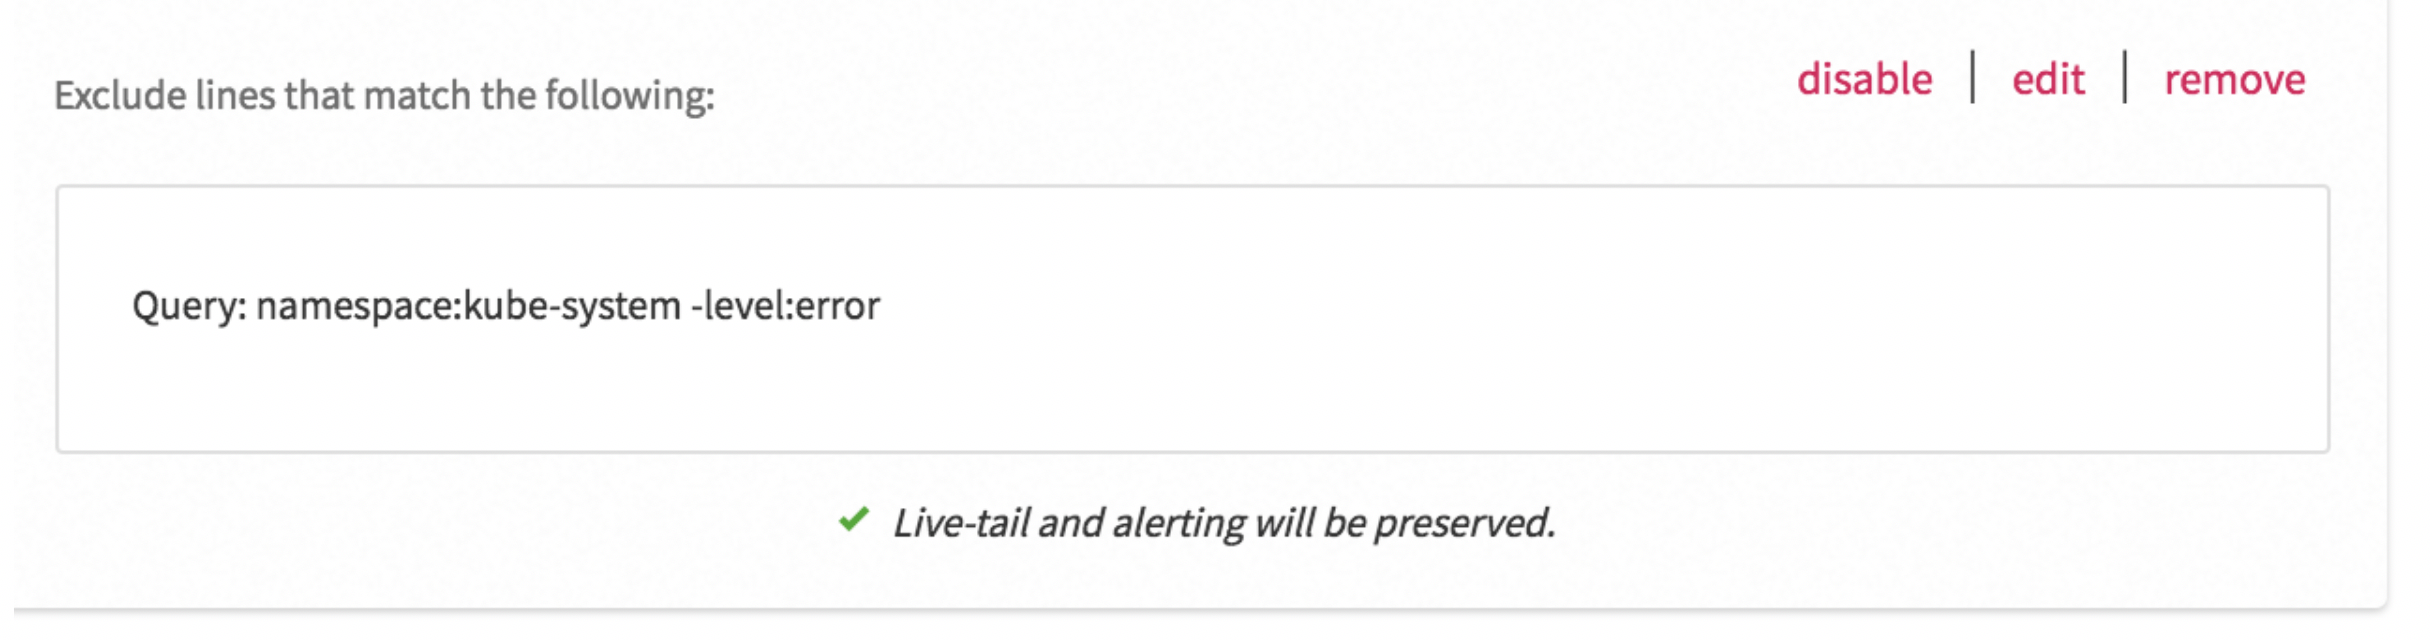 Exclude lines that match the following:
disable | edit | remove
Query: namespace:kube-system -level:error
Live-tail and alerting will be preserved.